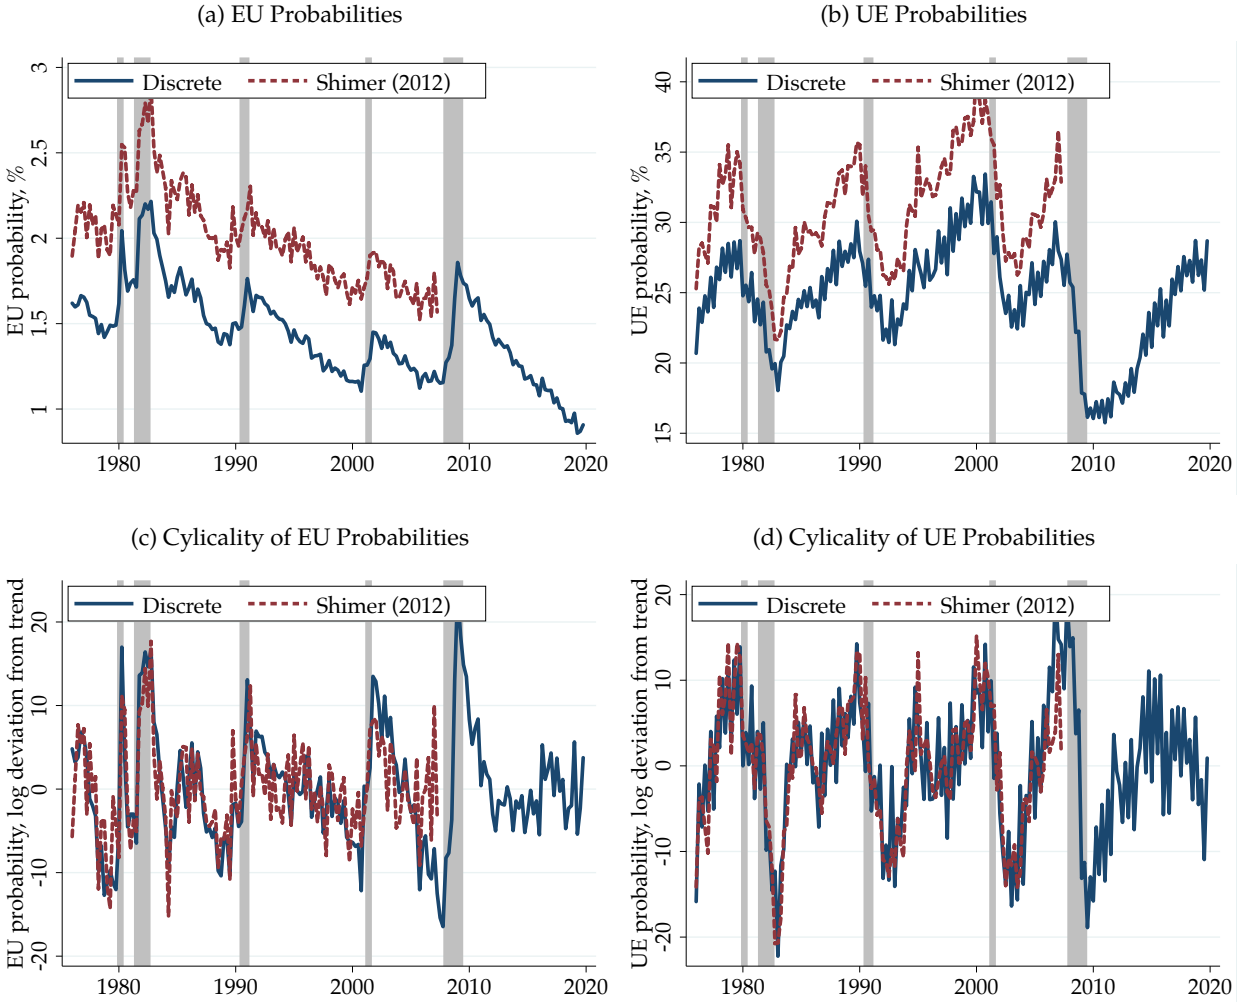 (a) EU Probabilities
EU probability, %
3
2.5
2
1.5
1
Discrete
Shimer (2012)
1980
1990
2000
2010
2020
(b) UE Probabilities
UE probability, %
40
35
30
25
20
15
Discrete
Shimer (2012)
1980
1990
2000
2010
2020
(c) Cylicality of EU Probabilities
EU probability, log deviation from trend
20
10
0
-10
-20
Discrete
Shimer (2012)
1980
1990
2000
2010
2020
(d) Cylicality of UE Probabilities
UE probability, log deviation from trend
20
10
0
-10
-20
Discrete
Shimer (2012)
1980
1990
2000
2010
2020